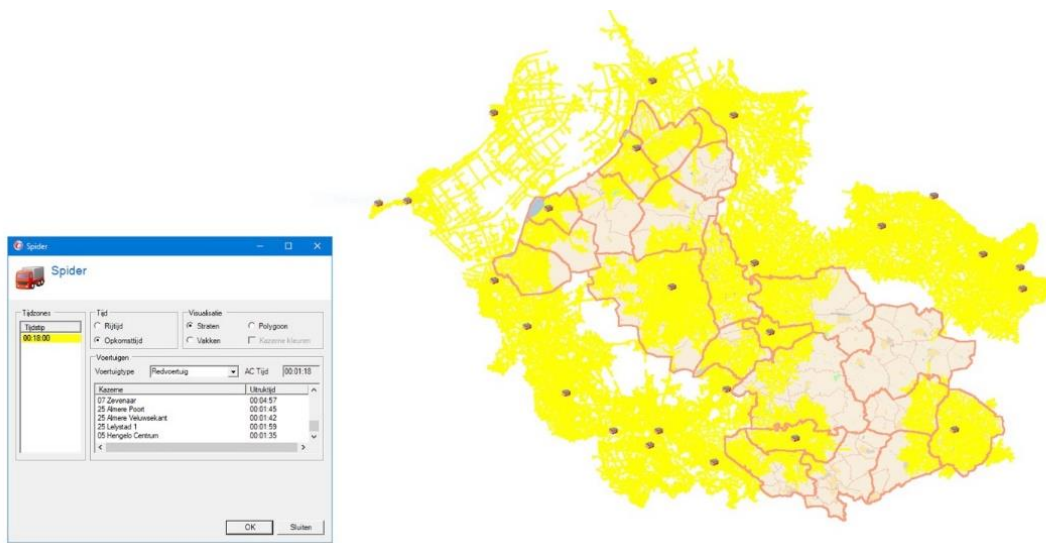 Spider
Spider
Tijdzones
Tijdstip
00:18:00
Tijd
Rijtijd
Opkomsttijd
Visualisatie
Straten
Polygoon
Vakken
Kazerne kleuren
Voertuigen
Voertuigtype Redvoertuig AC Tijd 00:01:18
Kazerne Uitruktijd
07 Zevenaar 00:04:57
25 Almere Poort 00:01:45
25 Almere Veluwsekant 00:01:42
25 Lelystad 1 00:01:59
05 Hengelo Centrum 00:01:35
OK Sluiten